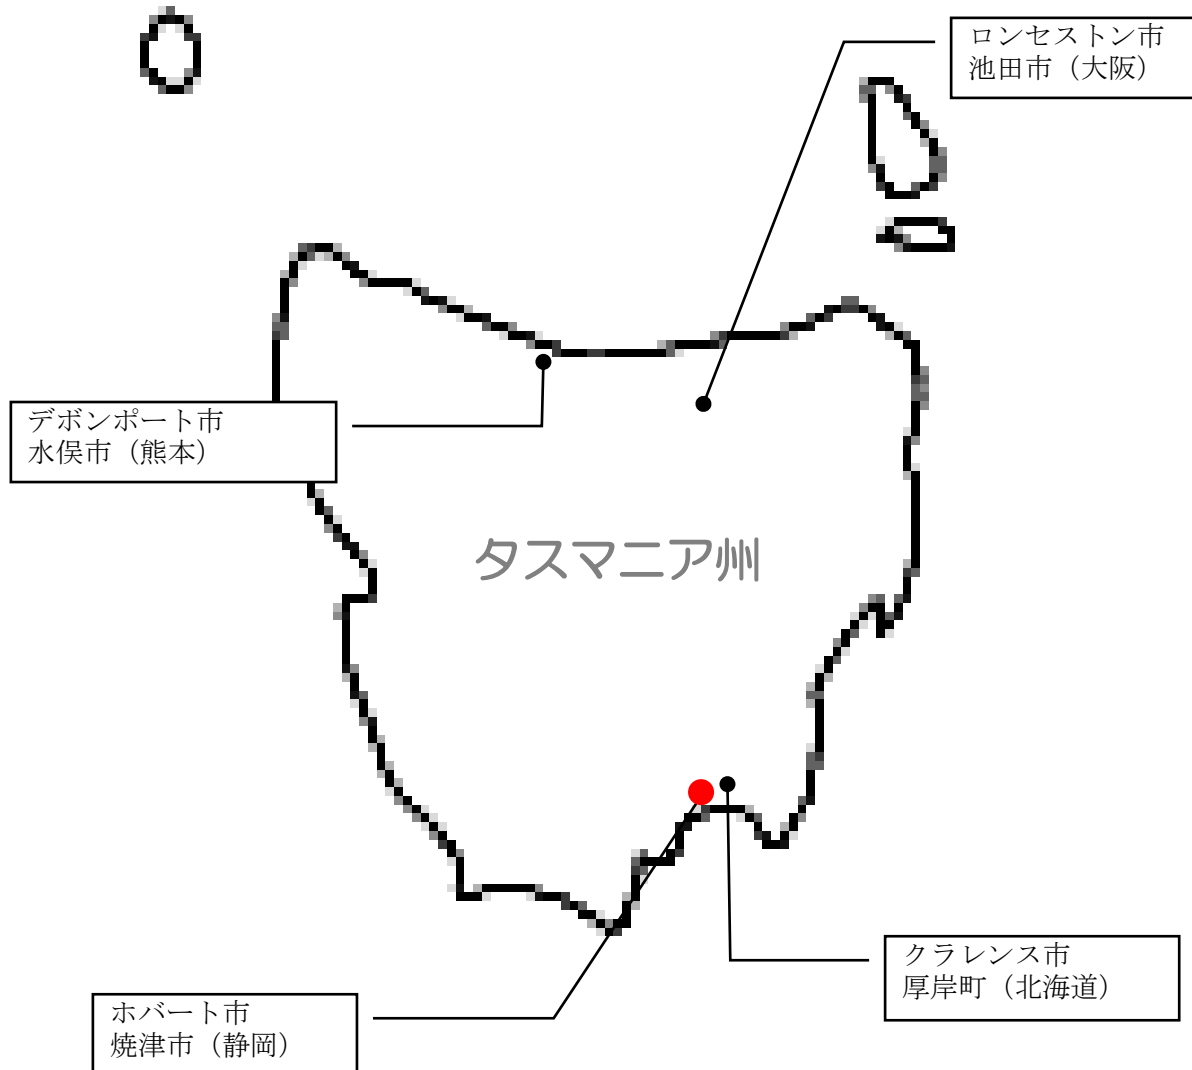 ロンセストン市
池田市（大阪）
デボンポート市
水俣市（熊本）
タスマニア州
クラレンス市
厚岸町（北海道）
ホバート市
焼津市（静岡）